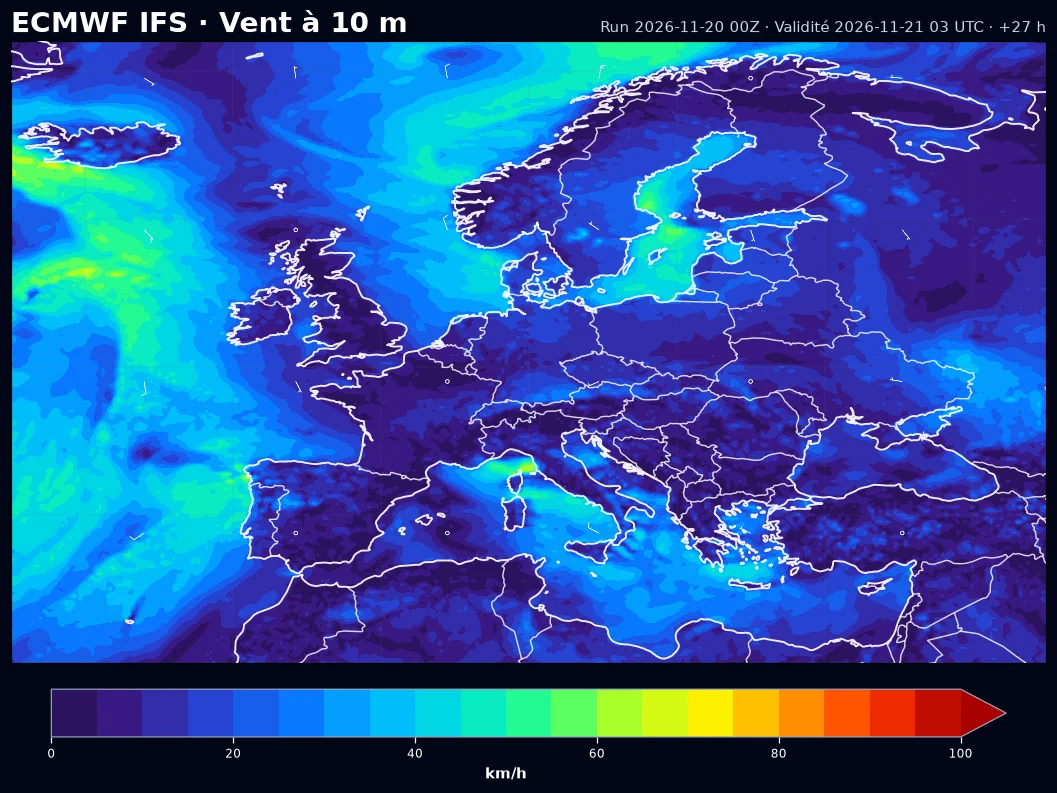 ECMWF IFS · Vent à 10 m
Run 2026-11-20 00Z · Validité 2026-11-21 03 UTC · +27 h
0 20 40 60 80 100
km/h